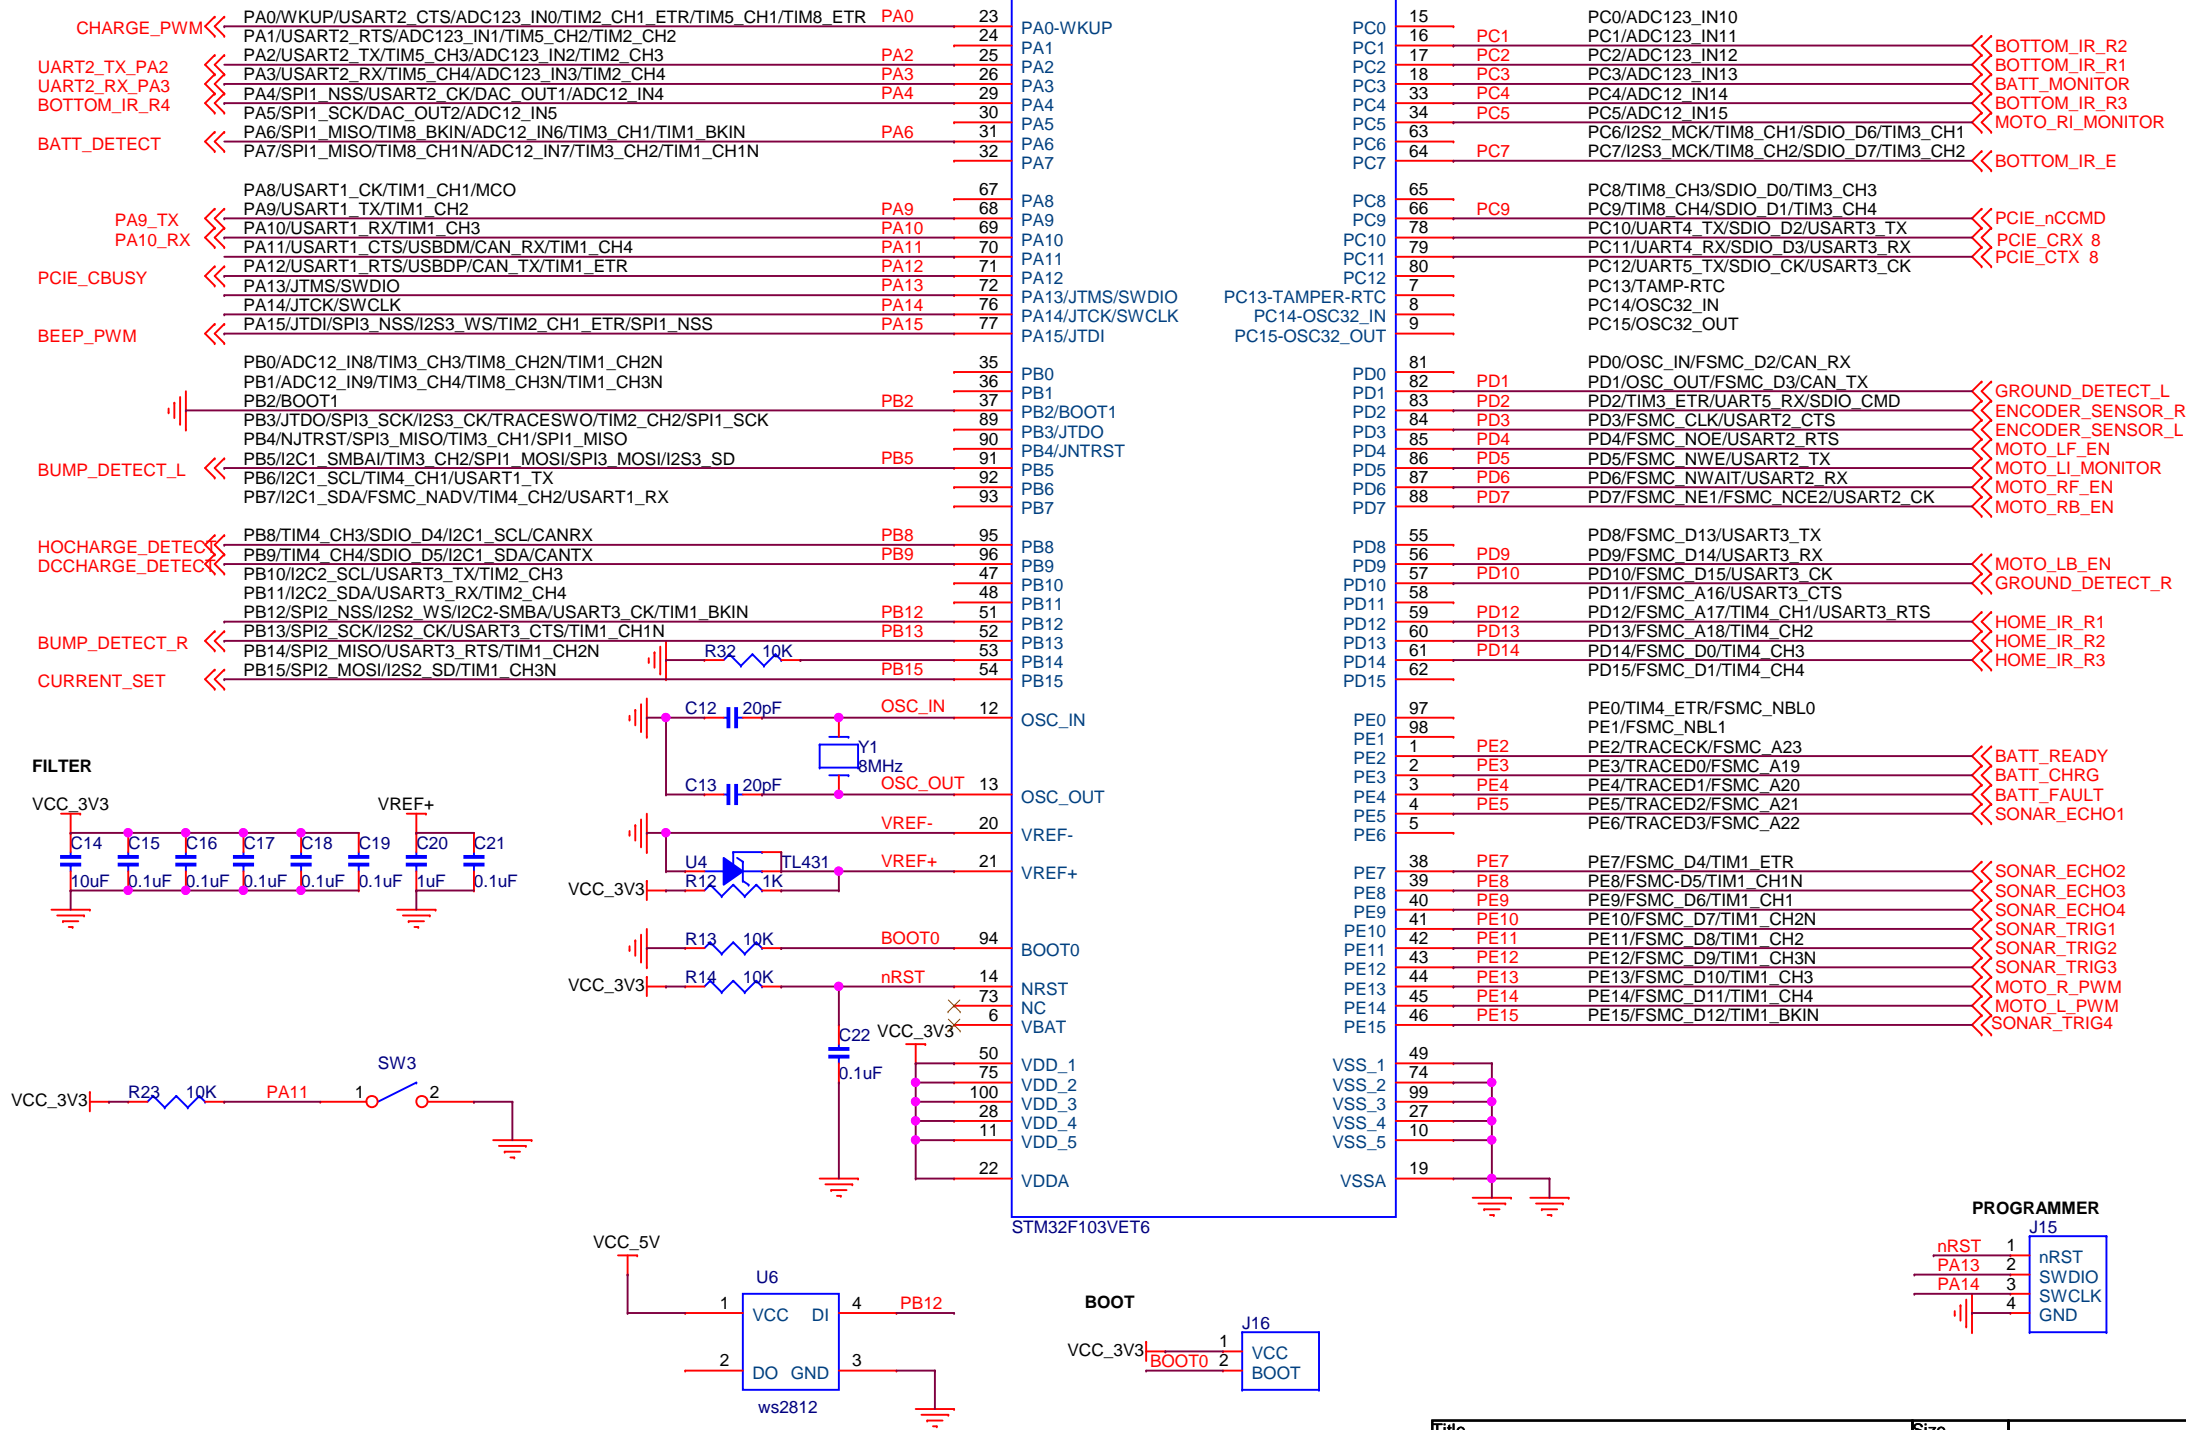 CHARGE_PWM PA0/WKUP/USART2_CTS/ADC123_IN0/TIM2_CH1_ETR/TIM5_CH1/TIM8_ETR PA0 23 PA0-WKUP
PA1/USART2_RTS/ADC123_IN1/TIM5_CH2/TIM2_CH2 24 PA1
UART2_TX_PA2 PA2/USART2_TX/TIM5_CH3/ADC123_IN2/TIM2_CH3 PA2 25 PA2
UART2_RX_PA3 PA3/USART2_RX/TIM5_CH4/ADC123_IN3/TIM2_CH4 PA3 26 PA3
BOTTOM_IR_R4 PA4/SPI1_NSS/USART2_CK/DAC_OUT1/ADC12_IN4 PA4 29 PA4
PA5/SPI1_SCK/DAC_OUT2/ADC12_IN5 30 PA5
BATT_DETECT PA6/SPI1_MISO/TIM8_BKIN/ADC12_IN6/TIM3_CH1/TIM1_BKIN PA6 31 PA6
PA7/SPI1_MISO/TIM8_CH1N/ADC12_IN7/TIM3_CH2/TIM1_CH1N 32 PA7
PA8/USART1_CK/TIM1_CH1/MCO 67 PA8
PA9_TX PA9/USART1_TX/TIM1_CH2 PA9 68 PA9
PA10_RX PA10/USART1_RX/TIM1_CH3 PA10 69 PA10
PA11/USART1_CTS/USBDM/CAN_RX/TIM1_CH4 PA11 70 PA11
PCIE_CBUSY PA12/USART1_RTS/USBDP/CAN_TX/TIM1_ETR PA12 71 PA12
PA13/JTMS/SWDIO PA13 72 PA13/JTMS/SWDIO
PA14/JTCK/SWCLK PA14 76 PA14/JTCK/SWCLK
BEEP_PWM PA15/JTDI/SPI3_NSS/I2S3_WS/TIM2_CH1_ETR/SPI1_NSS PA15 77 PA15/JTDI
PB0/ADC12_IN8/TIM3_CH3/TIM8_CH2N/TIM1_CH2N 35 PB0
PB1/ADC12_IN9/TIM3_CH4/TIM8_CH3N/TIM1_CH3N 36 PB1
PB2/BOOT1 PB2 37 PB2/BOOT1
PB3/JTDO/SPI3_SCK/I2S3_CK/TRACESWO/TIM2_CH2/SPI1_SCK 89 PB3/JTDO
PB4/NJTRST/SPI3_MISO/TIM3_CH1/SPI1_MISO 90 PB4/JNTRST
BUMP_DETECT_L PB5/I2C1_SMBAI/TIM3_CH2/SPI1_MOSI/SPI3_MOSI/I2S3_SD PB5 91 PB5
PB6/I2C1_SCL/TIM4_CH1/USART1_TX 92 PB6
PB7/I2C1_SDA/FSMC_NADV/TIM4_CH2/USART1_RX 93 PB7
HOCHARGE_DETECT PB8/TIM4_CH3/SDIO_D4/I2C1_SCL/CANRX PB8 95 PB8
DCCHARGE_DETECT PB9/TIM4_CH4/SDIO_D5/I2C1_SDA/CANTX PB9 96 PB9
PB10/I2C2_SCL/USART3_TX/TIM2_CH3 47 PB10
PB11/I2C2_SDA/USART3_RX/TIM2_CH4 48 PB11
PB12/SPI2_NSS/I2S2_WS/I2C2-SMBA/USART3_CK/TIM1_BKIN PB12 51 PB12
BUMP_DETECT_R PB13/SPI2_SCK/I2S2_CK/USART3_CTS/TIM1_CH1N PB13 52 PB13
PB14/SPI2_MISO/USART3_RTS/TIM1_CH2N R32 10K 53 PB14
CURRENT_SET PB15/SPI2_MOSI/I2S2_SD/TIM1_CH3N PB15 54 PB15
C12 20pF OSC_IN 12 OSC_IN
Y1
8MHz
C13 20pF OSC_OUT 13 OSC_OUT
VREF- 20 VREF-
U4 TL431 VREF+ 21 VREF+
VCC_3V3 R12 1K
R13 10K BOOT0 94 BOOT0
VCC_3V3 R14 10K nRST 14 NRST
73 NC
6 VBAT
VCC_3V3
C22
0.1uF
50 VDD_1
75 VDD_2
100 VDD_3
28 VDD_4
11 VDD_5
22 VDDA
PC0 15 PC0/ADC123_IN10
PC1 16 PC1 PC1/ADC123_IN11 BOTTOM_IR_R2
PC2 17 PC2 PC2/ADC123_IN12 BOTTOM_IR_R1
PC3 18 PC3 PC3/ADC123_IN13 BATT_MONITOR
PC4 33 PC4 PC4/ADC12_IN14 BOTTOM_IR_R3
PC5 34 PC5 PC5/ADC12_IN15 MOTO_RI_MONITOR
PC6 63 PC6/I2S2_MCK/TIM8_CH1/SDIO_D6/TIM3_CH1
PC7 64 PC7 PC7/I2S3_MCK/TIM8_CH2/SDIO_D7/TIM3_CH2 BOTTOM_IR_E
PC8 65 PC8/TIM8_CH3/SDIO_D0/TIM3_CH3
PC9 66 PC9 PC9/TIM8_CH4/SDIO_D1/TIM3_CH4 PCIE_nCCMD
PC10 78 PC10/UART4_TX/SDIO_D2/USART3_TX PCIE_CRX 8
PC11 79 PC11/UART4_RX/SDIO_D3/USART3_RX PCIE_CTX 8
PC12 80 PC12/UART5_TX/SDIO_CK/USART3_CK
PC13-TAMPER-RTC 7 PC13/TAMP-RTC
PC14-OSC32_IN 8 PC14/OSC32_IN
PC15-OSC32_OUT 9 PC15/OSC32_OUT
PD0 81 PD0/OSC_IN/FSMC_D2/CAN_RX
PD1 82 PD1 PD1/OSC_OUT/FSMC_D3/CAN_TX GROUND_DETECT_L
PD2 83 PD2 PD2/TIM3_ETR/UART5_RX/SDIO_CMD ENCODER_SENSOR_R
PD3 84 PD3 PD3/FSMC_CLK/USART2_CTS ENCODER_SENSOR_L
PD4 85 PD4 PD4/FSMC_NOE/USART2_RTS MOTO_LF_EN
PD5 86 PD5 PD5/FSMC_NWE/USART2_TX MOTO_LI_MONITOR
PD6 87 PD6 PD6/FSMC_NWAIT/USART2_RX MOTO_RF_EN
PD7 88 PD7 PD7/FSMC_NE1/FSMC_NCE2/USART2_CK MOTO_RB_EN
PD8 55 PD8/FSMC_D13/USART3_TX
PD9 56 PD9 PD9/FSMC_D14/USART3_RX MOTO_LB_EN
PD10 57 PD10 PD10/FSMC_D15/USART3_CK GROUND_DETECT_R
PD11 58 PD11/FSMC_A16/USART3_CTS
PD12 59 PD12 PD12/FSMC_A17/TIM4_CH1/USART3_RTS HOME_IR_R1
PD13 60 PD13 PD13/FSMC_A18/TIM4_CH2 HOME_IR_R2
PD14 61 PD14 PD14/FSMC_D0/TIM4_CH3 HOME_IR_R3
PD15 62 PD15/FSMC_D1/TIM4_CH4
PE0 97 PE0/TIM4_ETR/FSMC_NBL0
PE1 98 PE1/FSMC_NBL1
PE2 1 PE2 PE2/TRACECK/FSMC_A23 BATT_READY
PE3 2 PE3 PE3/TRACED0/FSMC_A19 BATT_CHRG
PE4 3 PE4 PE4/TRACED1/FSMC_A20 BATT_FAULT
PE5 4 PE5 PE5/TRACED2/FSMC_A21 SONAR_ECHO1
PE6 5 PE6/TRACED3/FSMC_A22
PE7 38 PE7 PE7/FSMC_D4/TIM1_ETR SONAR_ECHO2
PE8 39 PE8 PE8/FSMC-D5/TIM1_CH1N SONAR_ECHO3
PE9 40 PE9 PE9/FSMC_D6/TIM1_CH1 SONAR_ECHO4
PE10 41 PE10 PE10/FSMC_D7/TIM1_CH2N SONAR_TRIG1
PE11 42 PE11 PE11/FSMC_D8/TIM1_CH2 SONAR_TRIG2
PE12 43 PE12 PE12/FSMC_D9/TIM1_CH3N SONAR_TRIG3
PE13 44 PE13 PE13/FSMC_D10/TIM1_CH3 MOTO_R_PWM
PE14 45 PE14 PE14/FSMC_D11/TIM1_CH4 MOTO_L_PWM
PE15 46 PE15 PE15/FSMC_D12/TIM1_BKIN SONAR_TRIG4
VSS_1 49
VSS_2 74
VSS_3 99
VSS_4 27
VSS_5 10
VSSA 19
STM32F103VET6
FILTER
VCC_3V3 VREF+
C14 C15 C16 C17 C18 C19 C20 C21
10uF 0.1uF 0.1uF 0.1uF 0.1uF 0.1uF 1uF 0.1uF
SW3
VCC_3V3 R23 10K PA11 1 2
VCC_5V
U6
1 VCC DI 4 PB12
2 DO GND 3
ws2812
BOOT
J16
VCC_3V3 1 VCC
BOOT0 2 BOOT
PROGRAMMER
J15
nRST 1 nRST
PA13 2 SWDIO
PA14 3 SWCLK
4 GND
Title Size